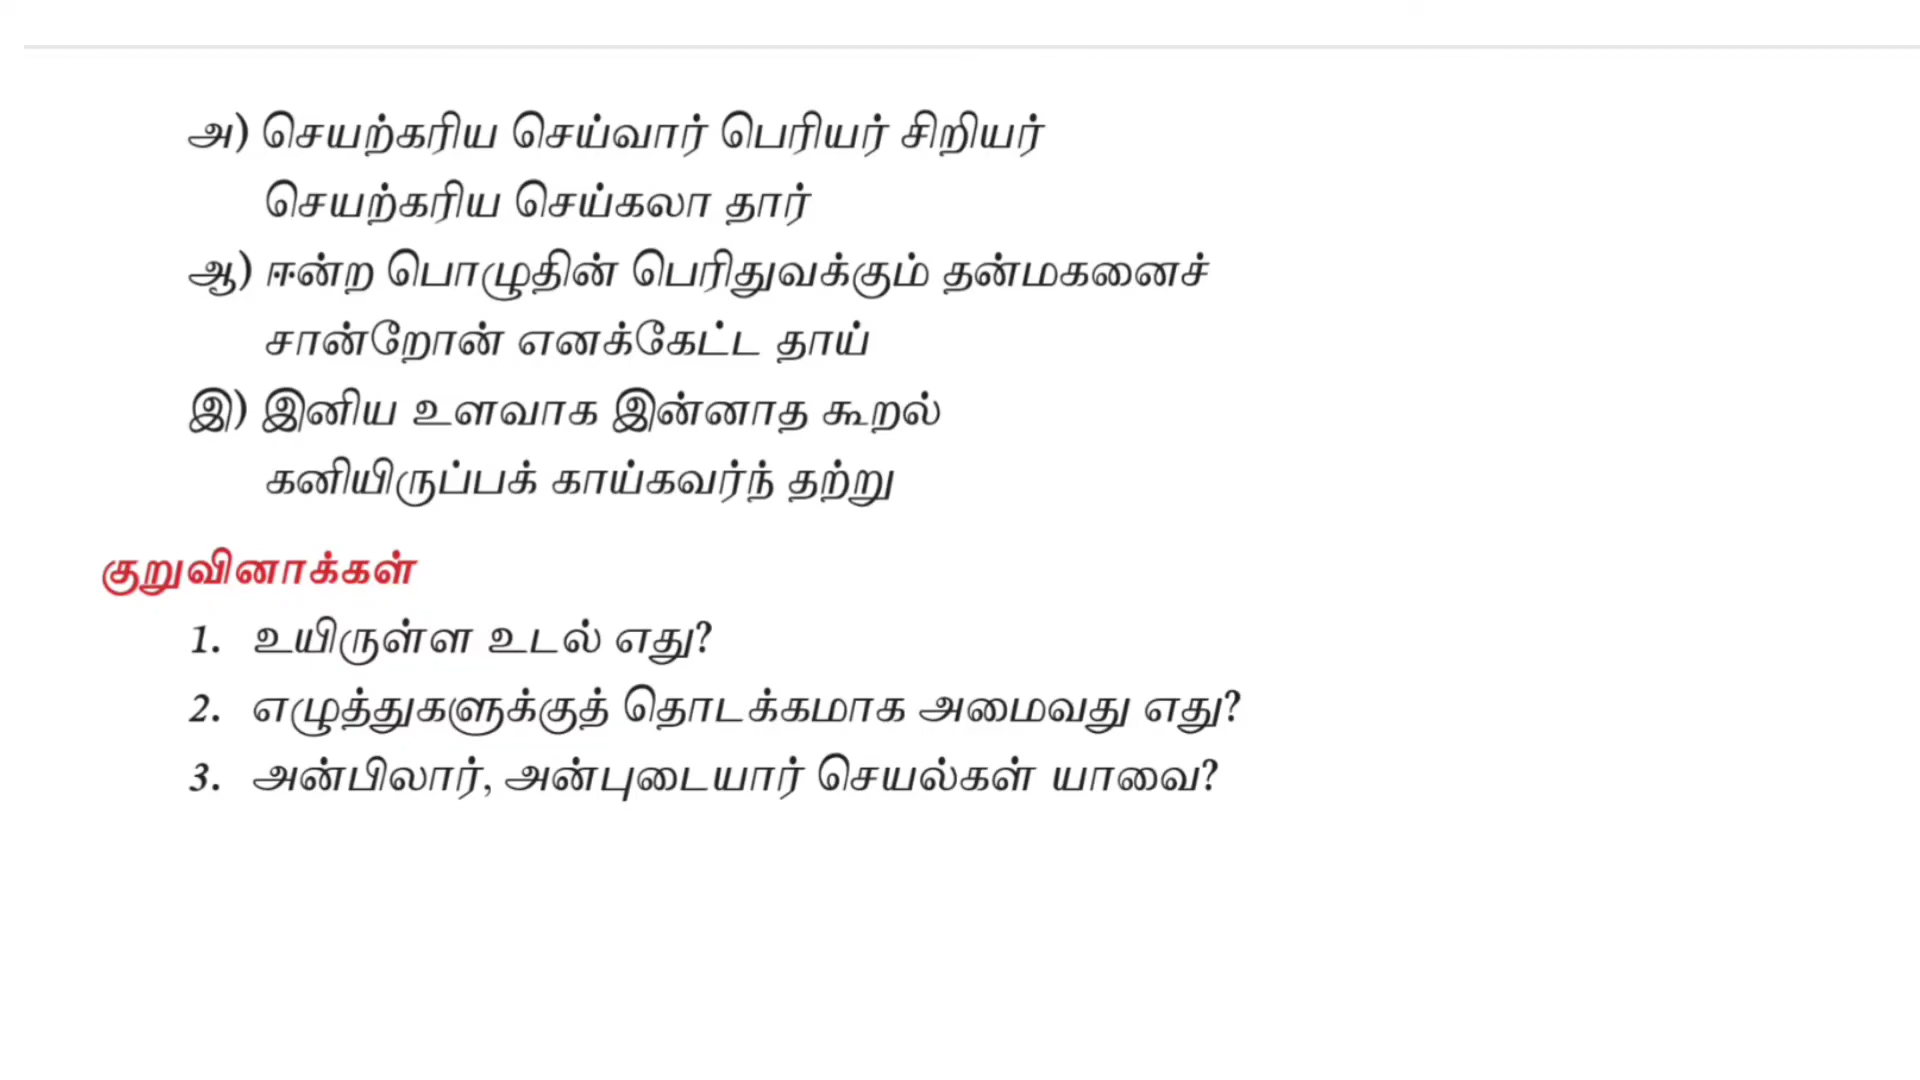 அ) செயற்கரிய செய்வார் பெரியர் சிறியர்
செயற்கரிய செய்கலா தார்
ஆ) ஈன்ற பொழுதின் பெரிதுவக்கும் தன்மகனைச்
சான்றோன் எனக்கேட்ட தாய்
இ) இனிய உளவாக இன்னாத கூறல்
கனியிருப்பக் காய்கவர்ந் தற்று
குறுவினாக்கள்
1. உயிருள்ள உடல் எது?
2. எழுத்துகளுக்குத் தொடக்கமாக அமைவது எது?
3. அன்பிலார், அன்புடையார் செயல்கள் யாவை?